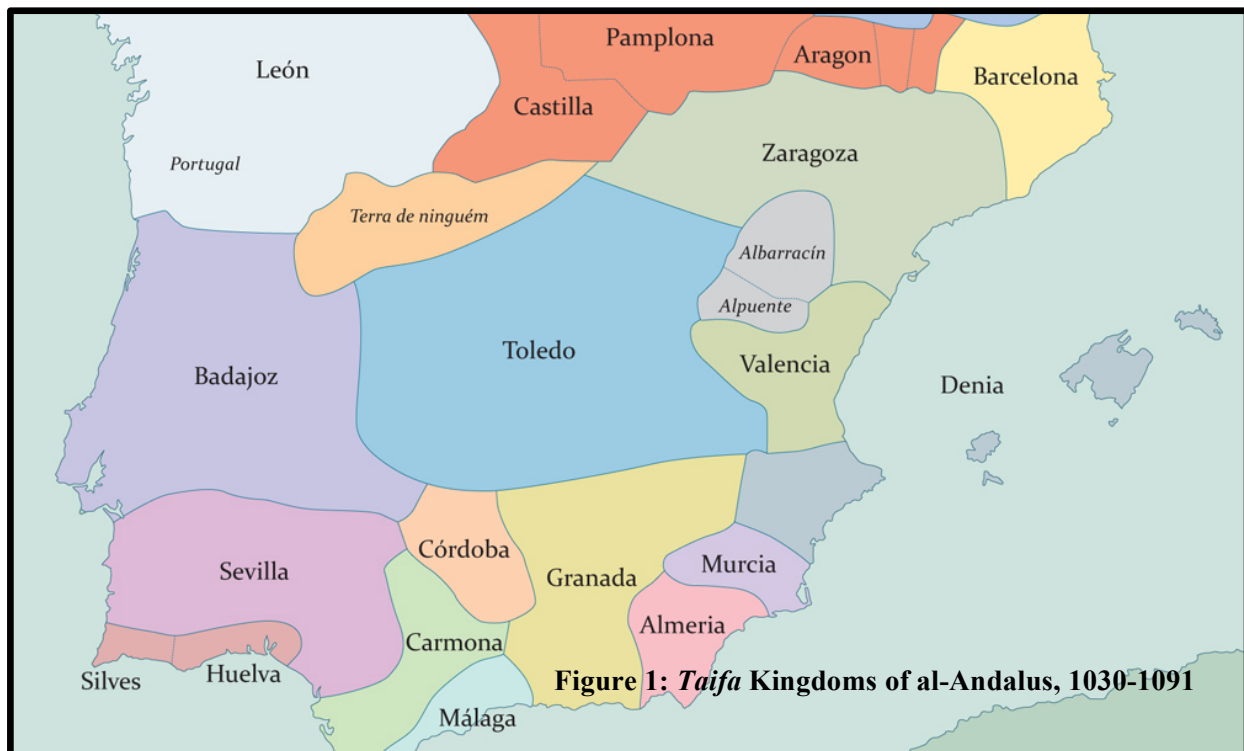 Pamplona
León
Aragon
Barcelona
Castilla
Portugal
Zaragoza
Terra de ninguém
Albarracín
Alpuente
Toledo
Valencia
Badajoz
Denia
Córdoba
Sevilla
Granada
Murcia
Almeria
Carmona
Silves
Huelva
Figure 1: Taifa Kingdoms of al-Andalus, 1030-1091
Málaga